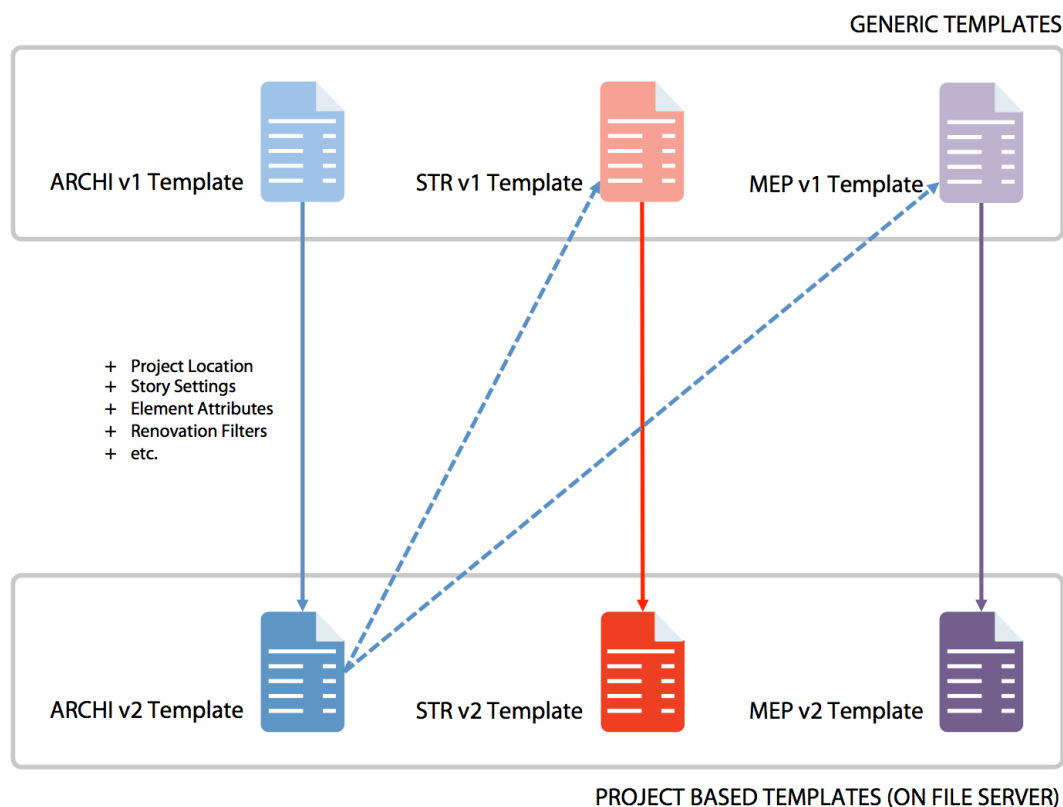 GENERIC TEMPLATES
ARCHI v1 Template
STR v1 Template
MEP v1 Template
+ Project Location
+ Story Settings
+ Element Attributes
+ Renovation Filters
+ etc.
ARCHI v2 Template
STR v2 Template
MEP v2 Template
PROJECT BASED TEMPLATES (ON FILE SERVER)